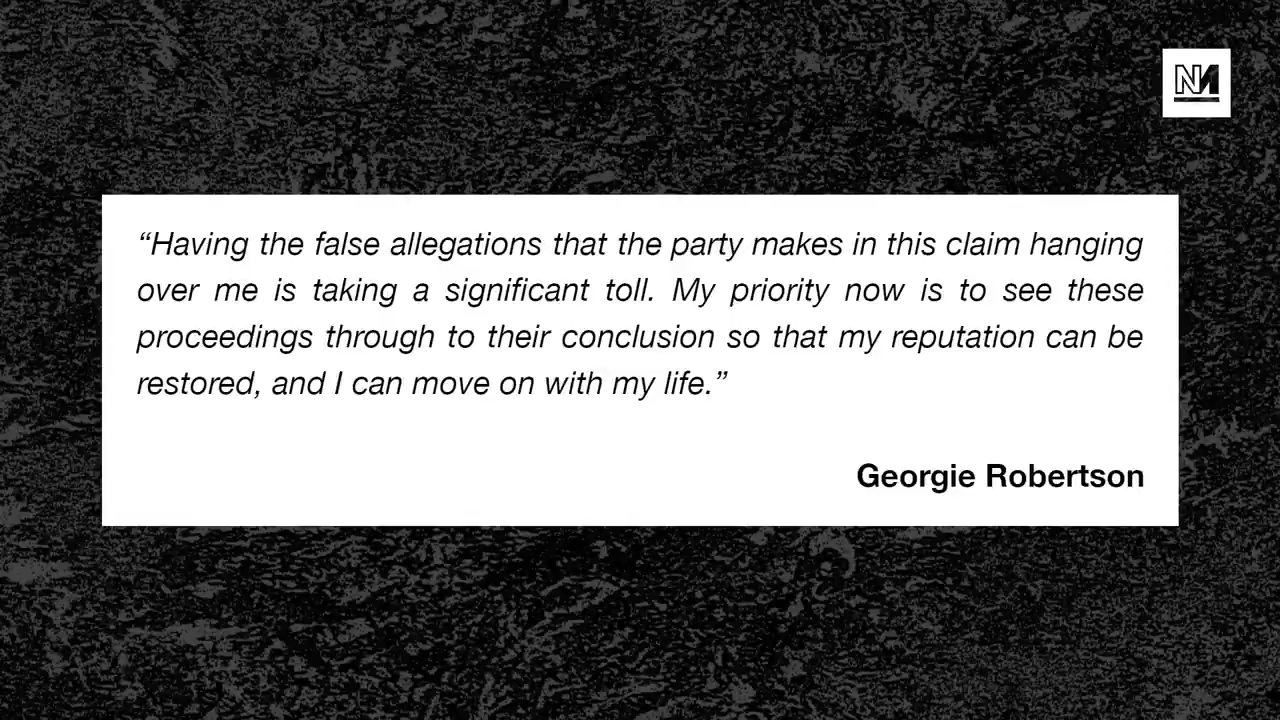 NM
“Having the false allegations that the party makes in this claim hanging
over me is taking a significant toll. My priority now is to see these
proceedings through to their conclusion so that my reputation can be
restored, and I can move on with my life.”
Georgie Robertson